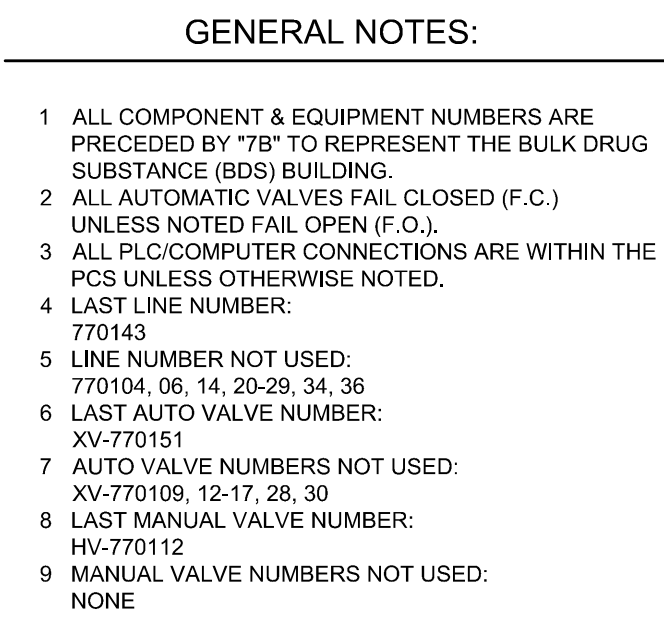 GENERAL NOTES:
1 ALL COMPONENT & EQUIPMENT NUMBERS ARE
PRECEDED BY "7B" TO REPRESENT THE BULK DRUG
SUBSTANCE (BDS) BUILDING.
2 ALL AUTOMATIC VALVES FAIL CLOSED (F.C.)
UNLESS NOTED FAIL OPEN (F.O.).
3 ALL PLC/COMPUTER CONNECTIONS ARE WITHIN THE
PCS UNLESS OTHERWISE NOTED.
4 LAST LINE NUMBER:
770143
5 LINE NUMBER NOT USED:
770104, 06, 14, 20-29, 34, 36
6 LAST AUTO VALVE NUMBER:
XV-770151
7 AUTO VALVE NUMBERS NOT USED:
XV-770109, 12-17, 28, 30
8 LAST MANUAL VALVE NUMBER:
HV-770112
9 MANUAL VALVE NUMBERS NOT USED:
NONE